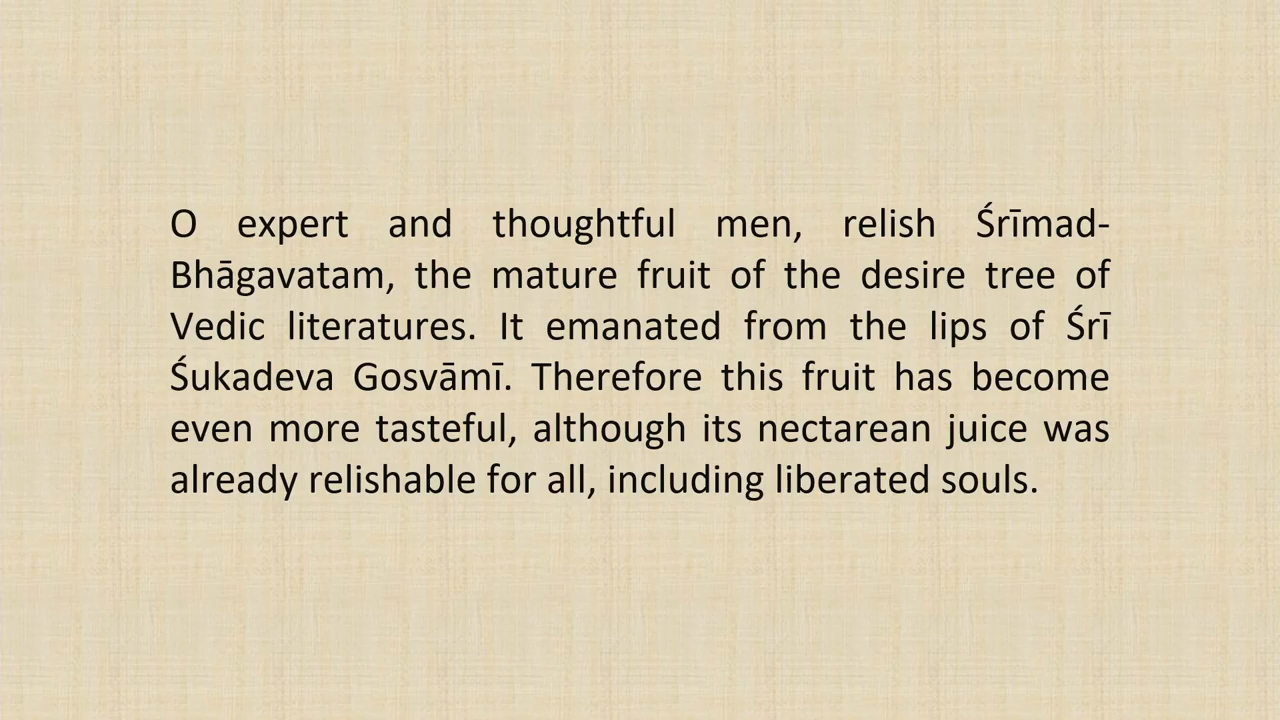 O expert and thoughtful men, relish Śrīmad-
Bhāgavatam, the mature fruit of the desire tree of
Vedic literatures. It emanated from the lips of Śrī
Śukadeva Gosvāmī. Therefore this fruit has become
even more tasteful, although its nectarean juice was
already relishable for all, including liberated souls.